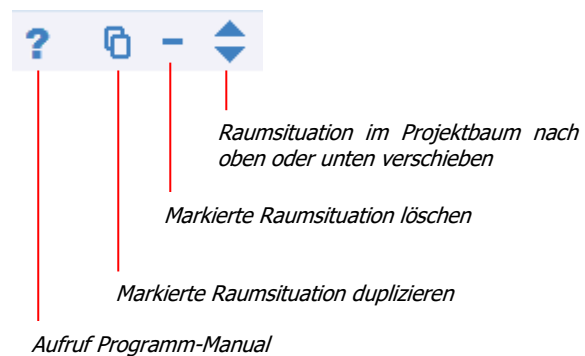 ?
Raumsituation im Projektbaum nach
oben oder unten verschieben
Markierte Raumsituation löschen
Markierte Raumsituation duplizieren
Aufruf Programm-Manual